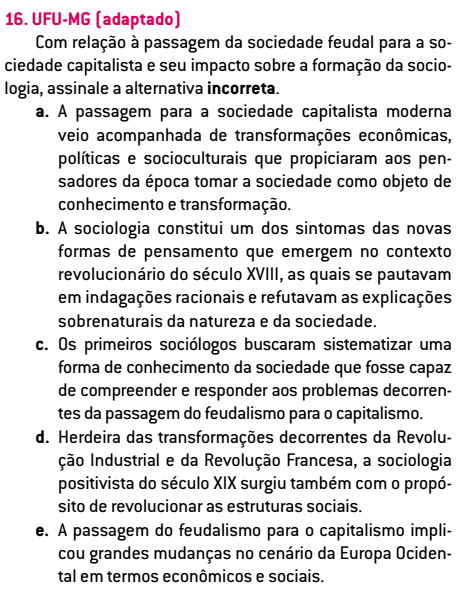 16. UFU-MG (adaptado)
Com relação à passagem da sociedade feudal para a so-
ciedade capitalista e seu impacto sobre a formação da socio-
logia, assinale a alternativa incorreta.
a. A passagem para a sociedade capitalista moderna
veio acompanhada de transformações econômicas,
políticas e socioculturais que propiciaram aos pen-
sadores da época tomar a sociedade como objeto de
conhecimento e transformação.
b. A sociologia constitui um dos sintomas das novas
formas de pensamento que emergem no contexto
revolucionário do século XVIII, as quais se pautavam
em indagações racionais e refutavam as explicações
sobrenaturais da natureza e da sociedade.
c. Os primeiros sociólogos buscaram sistematizar uma
forma de conhecimento da sociedade que fosse capaz
de compreender e responder aos problemas decorren-
tes da passagem do feudalismo para o capitalismo.
d. Herdeira das transformações decorrentes da Revolu-
ção Industrial e da Revolução Francesa, a sociologia
positivista do século XIX surgiu também com o propó-
sito de revolucionar as estruturas sociais.
e. A passagem do feudalismo para o capitalismo impli-
cou grandes mudanças no cenário da Europa Ociden-
tal em termos econômicos e sociais.